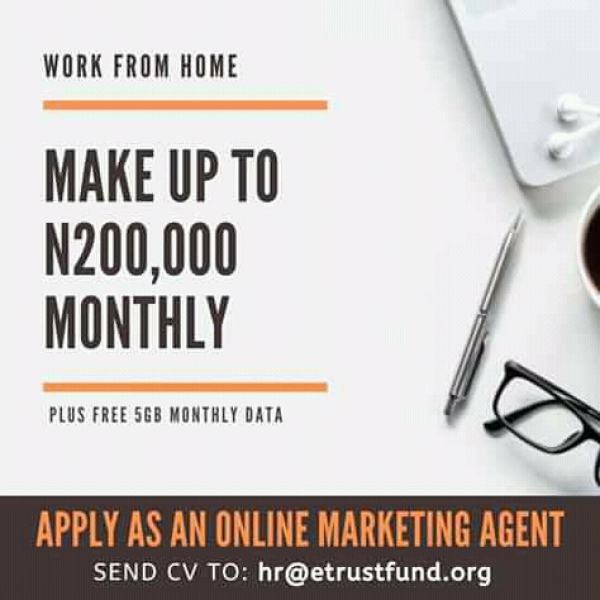 WORK FROM HOME
MAKE UP TO
N200,000
MONTHLY
PLUS FREE 5GB MONTHLY DATA
APPLY AS AN ONLINE MARKETING AGENT
SEND CV TO: hr@etrustfund.org